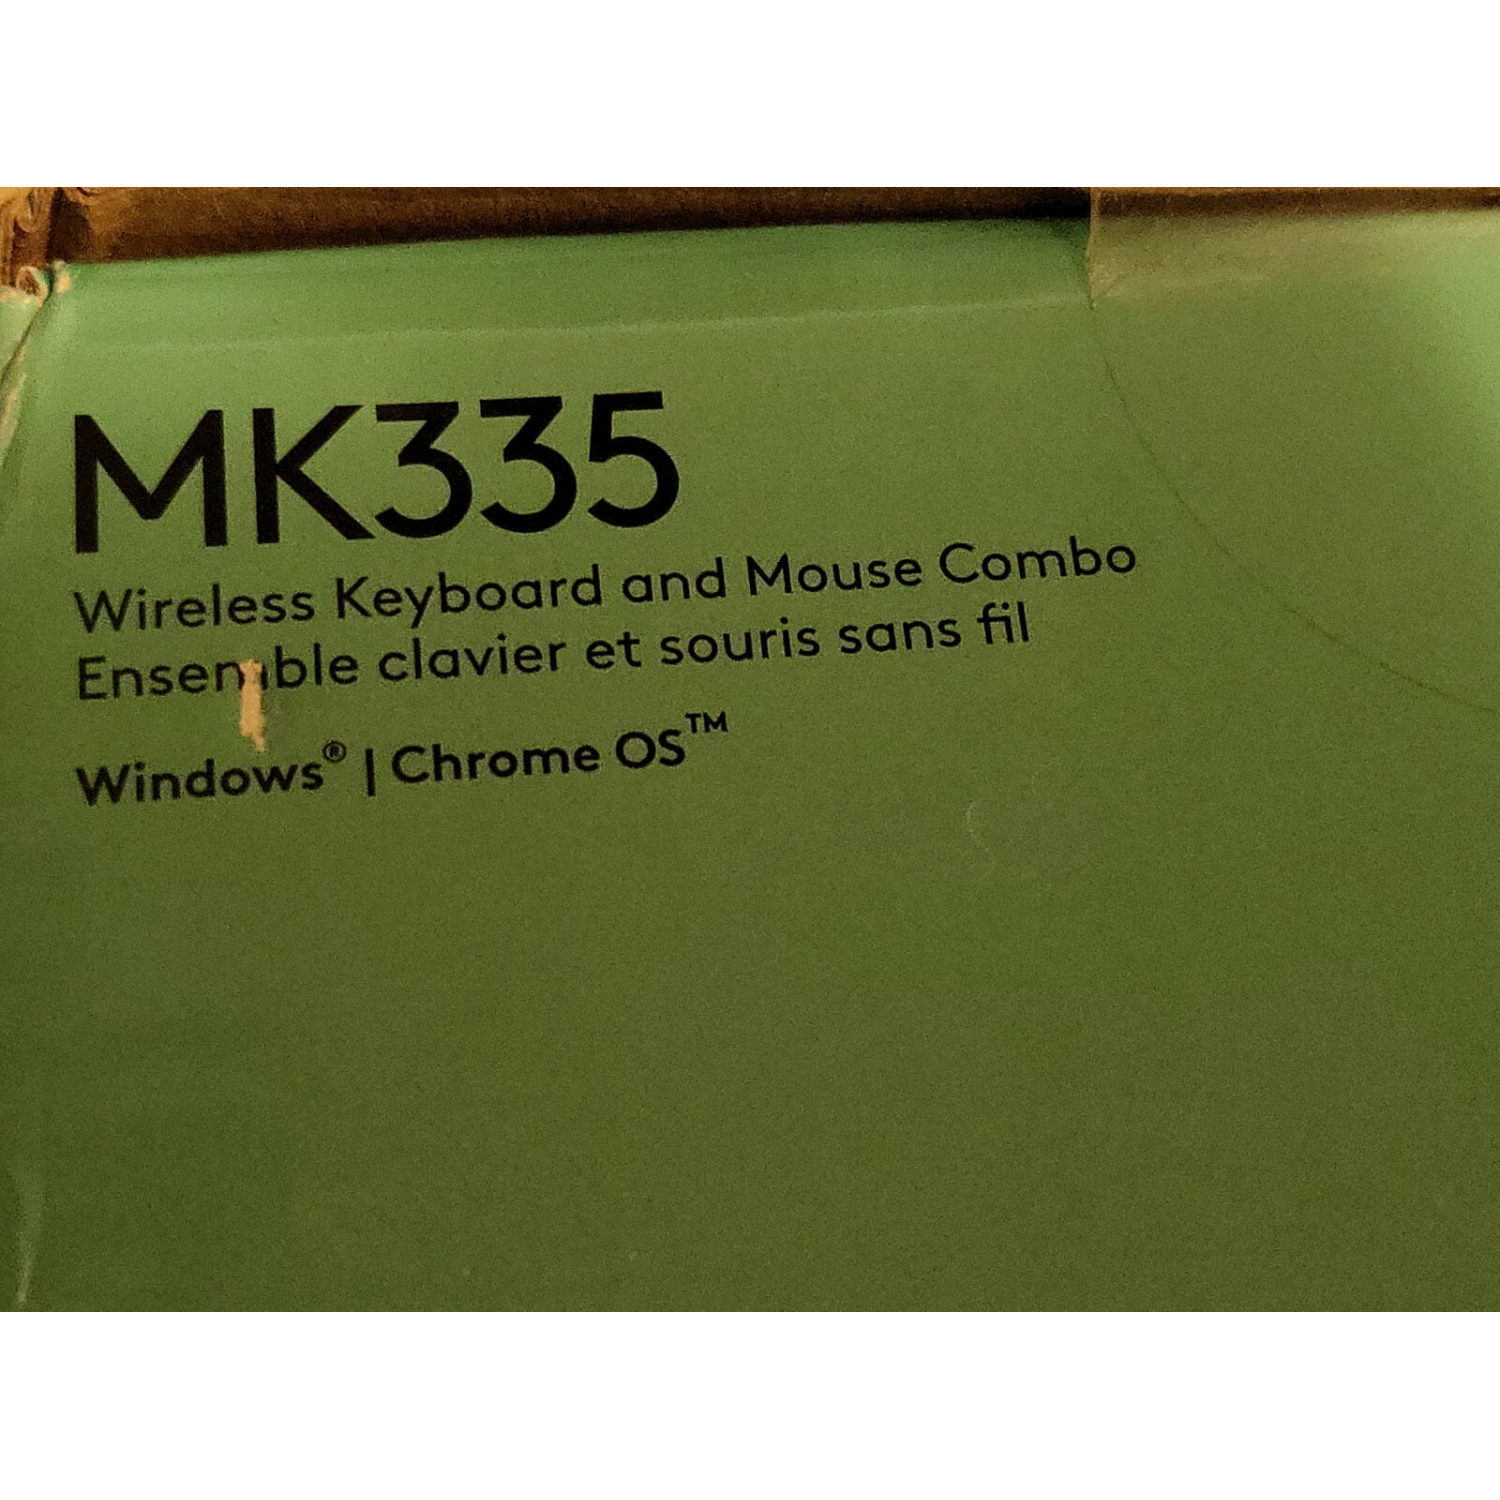 MK335
Wireless Keyboard and Mouse Combo
Ensemble clavier et souris sans fil
Windows® | Chrome OS™